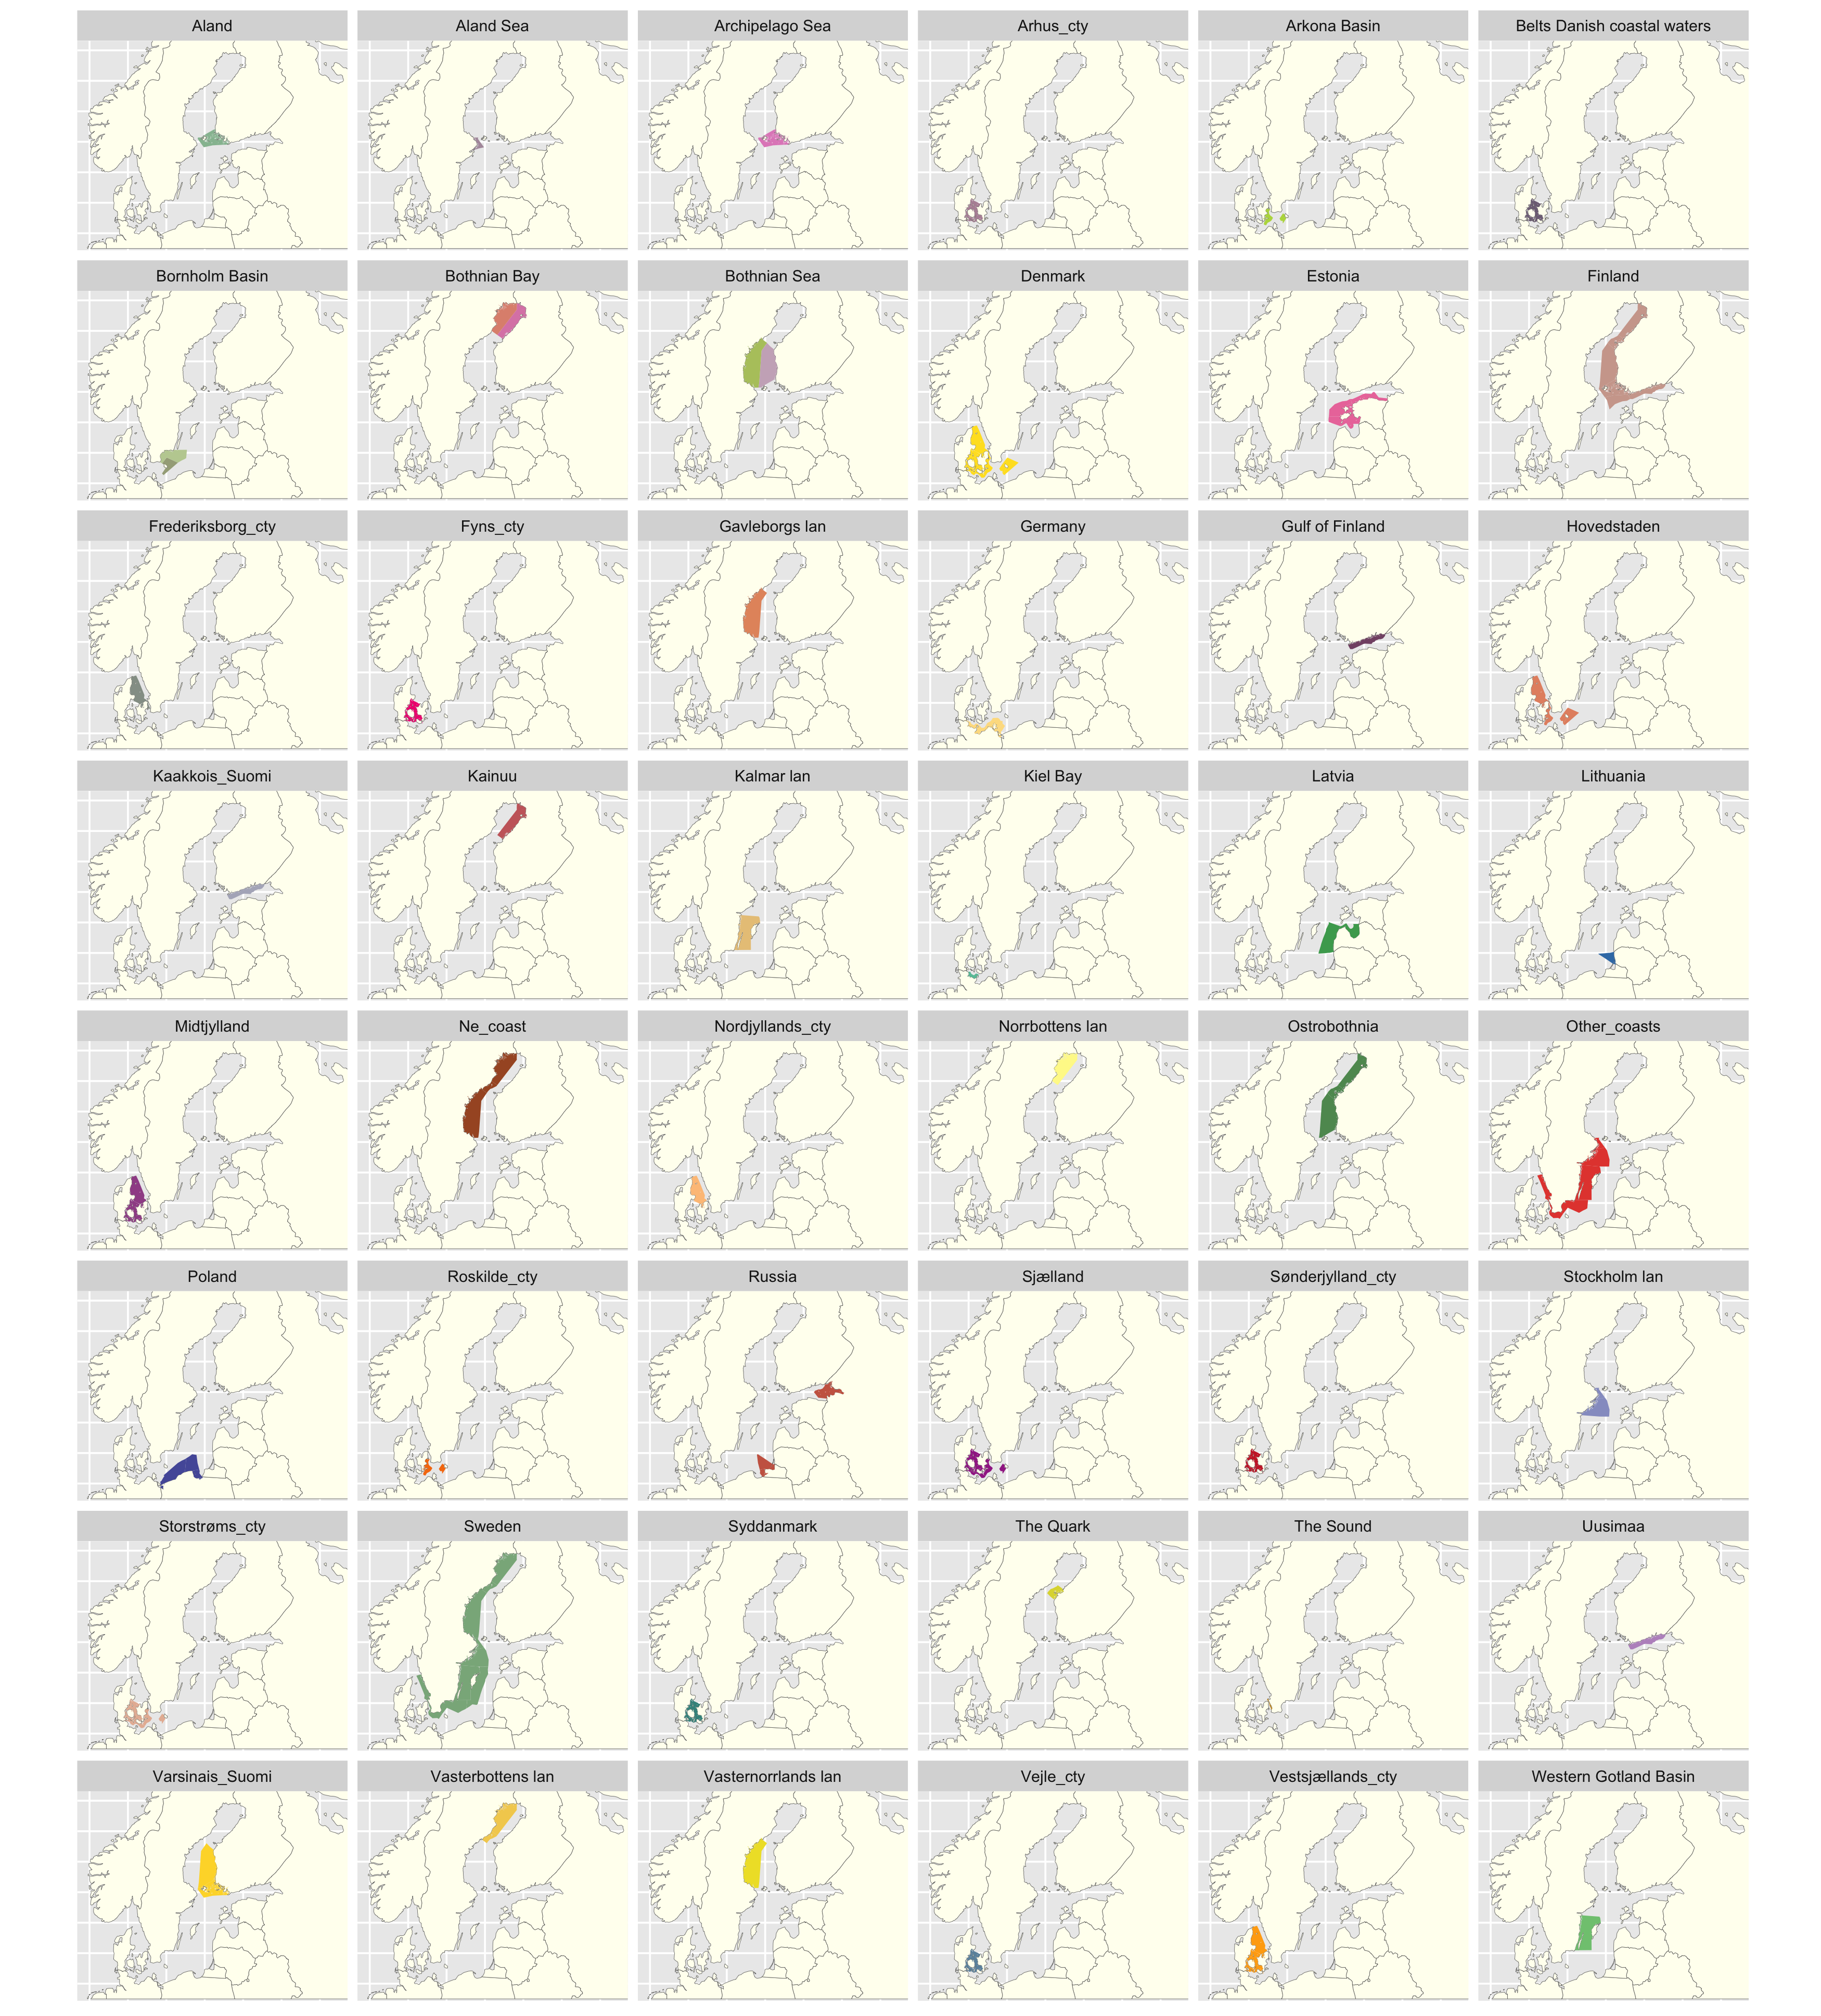 Aland
Aland Sea
Archipelago Sea
Arhus_cty
Arkona Basin
Belts Danish coastal waters
Bornholm Basin
Bothnian Bay
Bothnian Sea
Denmark
Estonia
Finland
Frederiksborg_cty
Fyns_cty
Gavleborgs lan
Germany
Gulf of Finland
Hovedstaden
Kaakkois_Suomi
Kainuu
Kalmar lan
Kiel Bay
Latvia
Lithuania
Midtjylland
Ne_coast
Nordjyllands_cty
Norrbottens lan
Ostrobothnia
Other_coasts
Poland
Roskilde_cty
Russia
Sjælland
Sønderjylland_cty
Stockholm lan
Storstrøms_cty
Sweden
Syddanmark
The Quark
The Sound
Uusimaa
Varsinais_Suomi
Vasterbottens lan
Vasternorrlands lan
Vejle_cty
Vestsjællands_cty
Western Gotland Basin